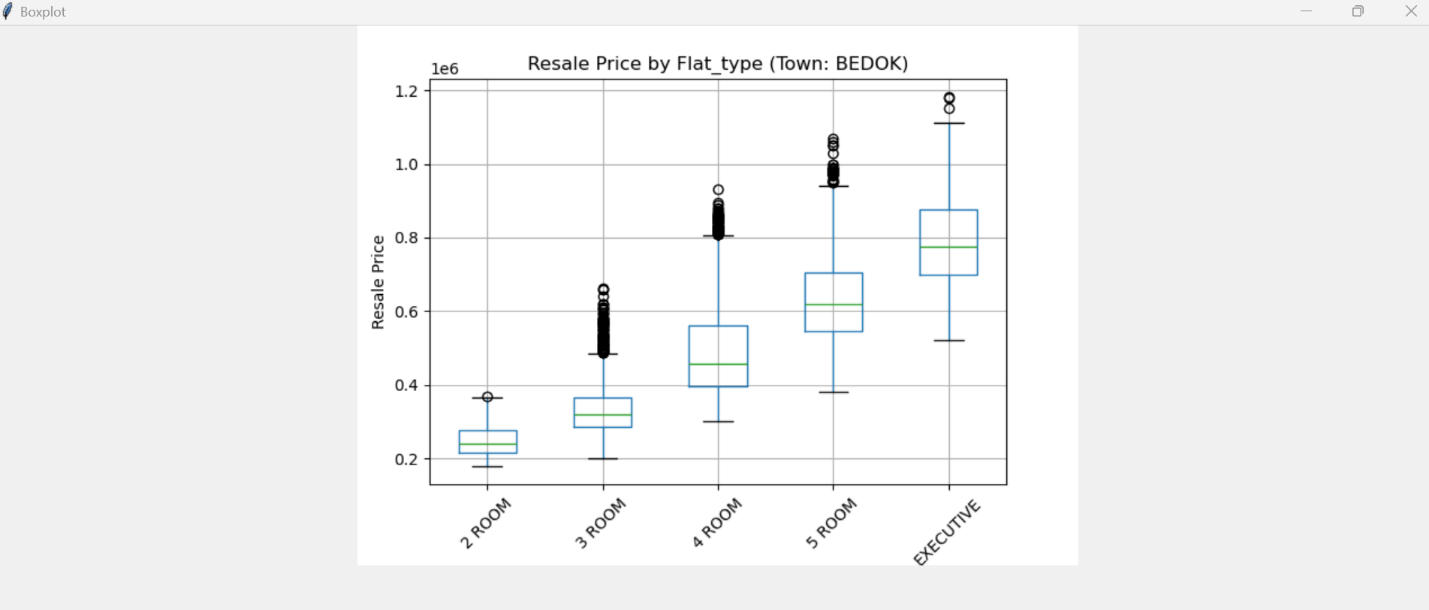 Boxplot
Resale Price by Flat_type (Town: BEDOK)
1e6
1.2
1.0
0.8
0.6
0.4
0.2
Resale Price
2 ROOM
3 ROOM
4 ROOM
5 ROOM
EXECUTIVE